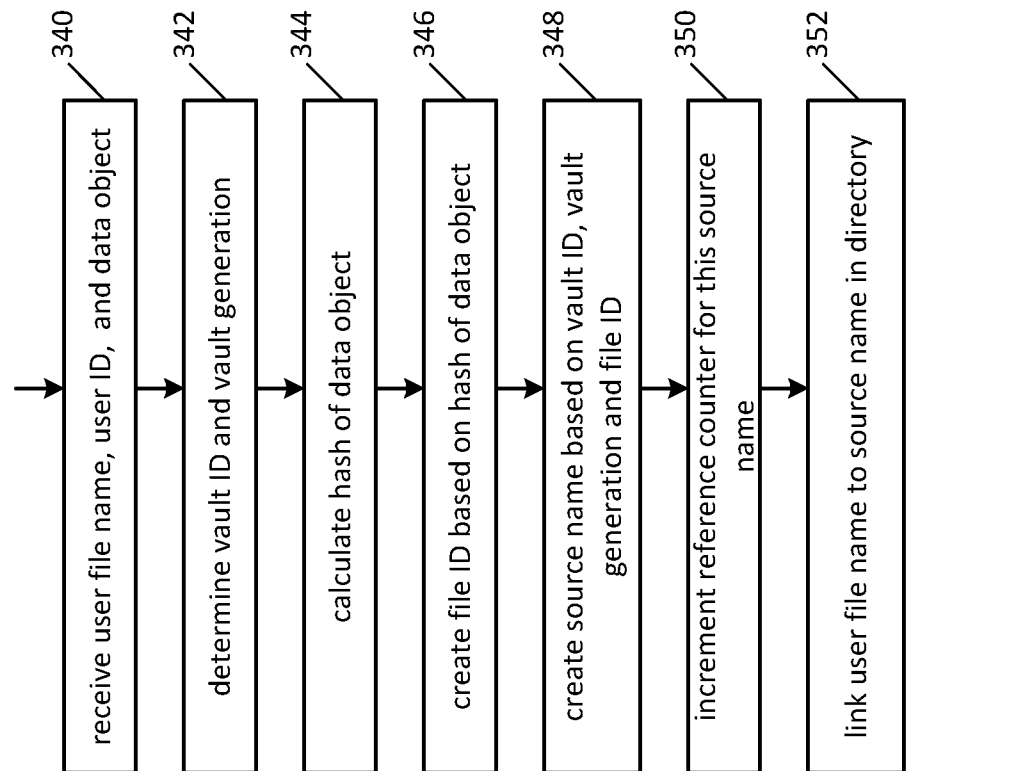 340
receive user file name, user ID, and data object
342
determine vault ID and vault generation
344
calculate hash of data object
346
create file ID based on hash of data object
348
create source name based on vault ID, vault
generation and file ID
350
increment reference counter for this source
name
352
link user file name to source name in directory